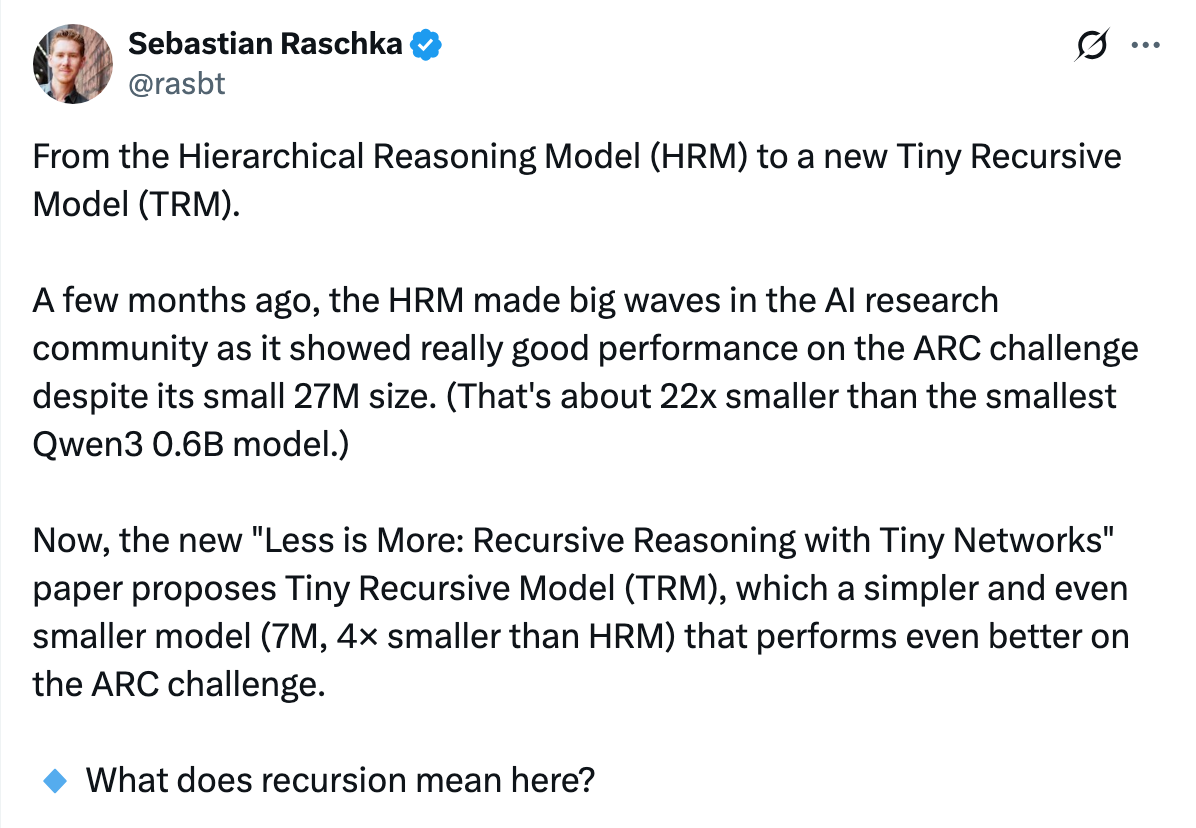 Sebastian Raschka
@rasbt
From the Hierarchical Reasoning Model (HRM) to a new Tiny Recursive
Model (TRM).
A few months ago, the HRM made big waves in the AI research
community as it showed really good performance on the ARC challenge
despite its small 27M size. (That's about 22x smaller than the smallest
Qwen3 0.6B model.)
Now, the new "Less is More: Recursive Reasoning with Tiny Networks"
paper proposes Tiny Recursive Model (TRM), which a simpler and even
smaller model (7M, 4× smaller than HRM) that performs even better on
the ARC challenge.
What does recursion mean here?